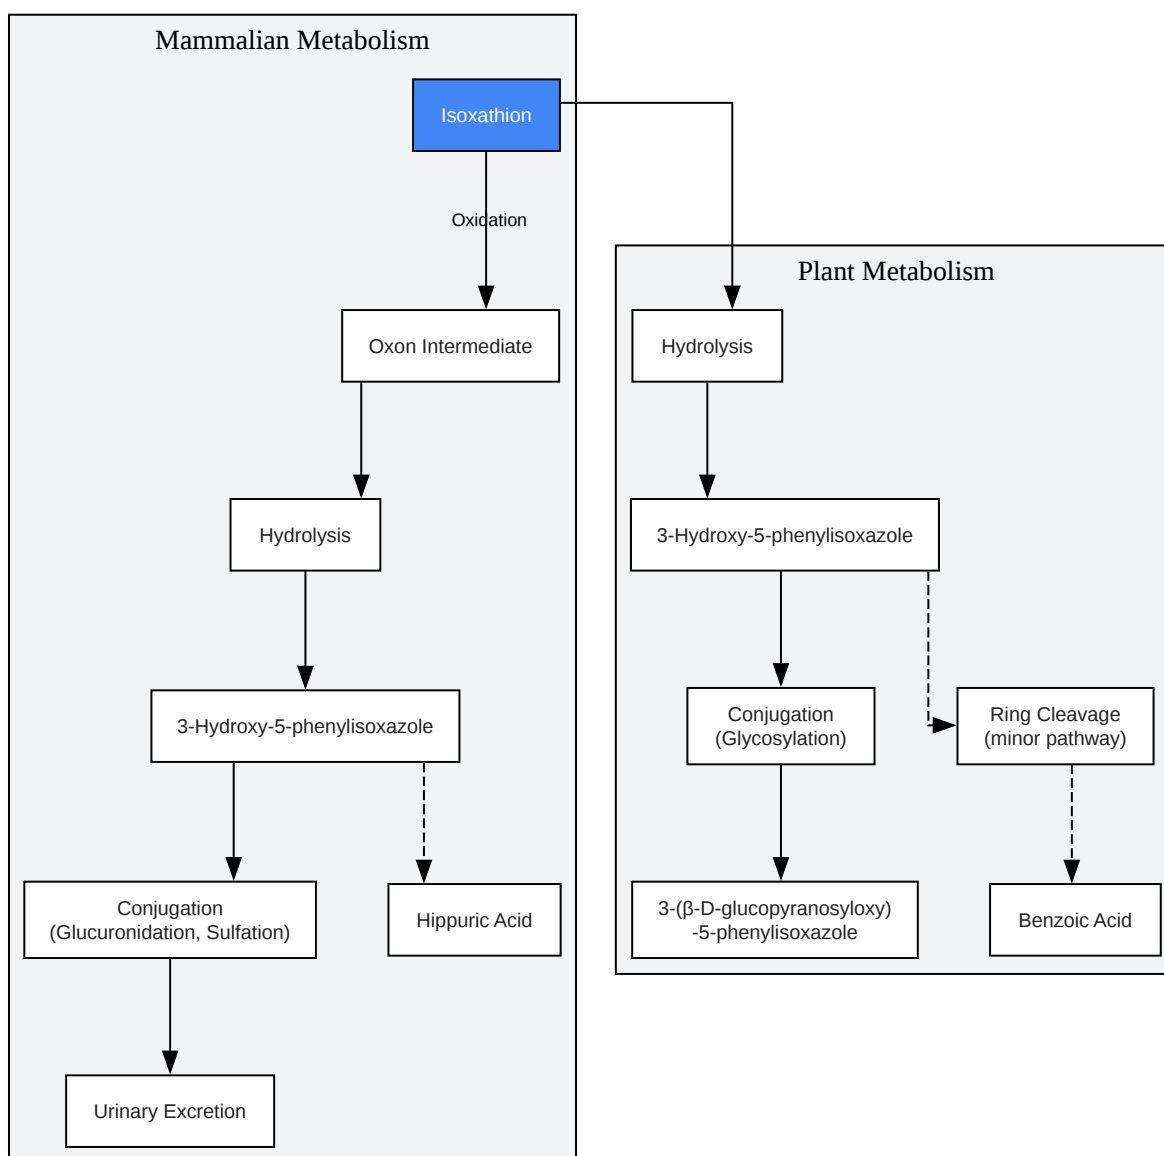 Mammalian Metabolism
Isoxathion
Oxidation
Oxon Intermediate
Hydrolysis
3-Hydroxy-5-phenylisoxazole
Conjugation
(Glucuronidation, Sulfation)
Hippuric Acid
Urinary Excretion
Plant Metabolism
Hydrolysis
3-Hydroxy-5-phenylisoxazole
Conjugation
(Glycosylation)
Ring Cleavage
(minor pathway)
3-(β-D-glucopyranosyloxy)
-5-phenylisoxazole
Benzoic Acid